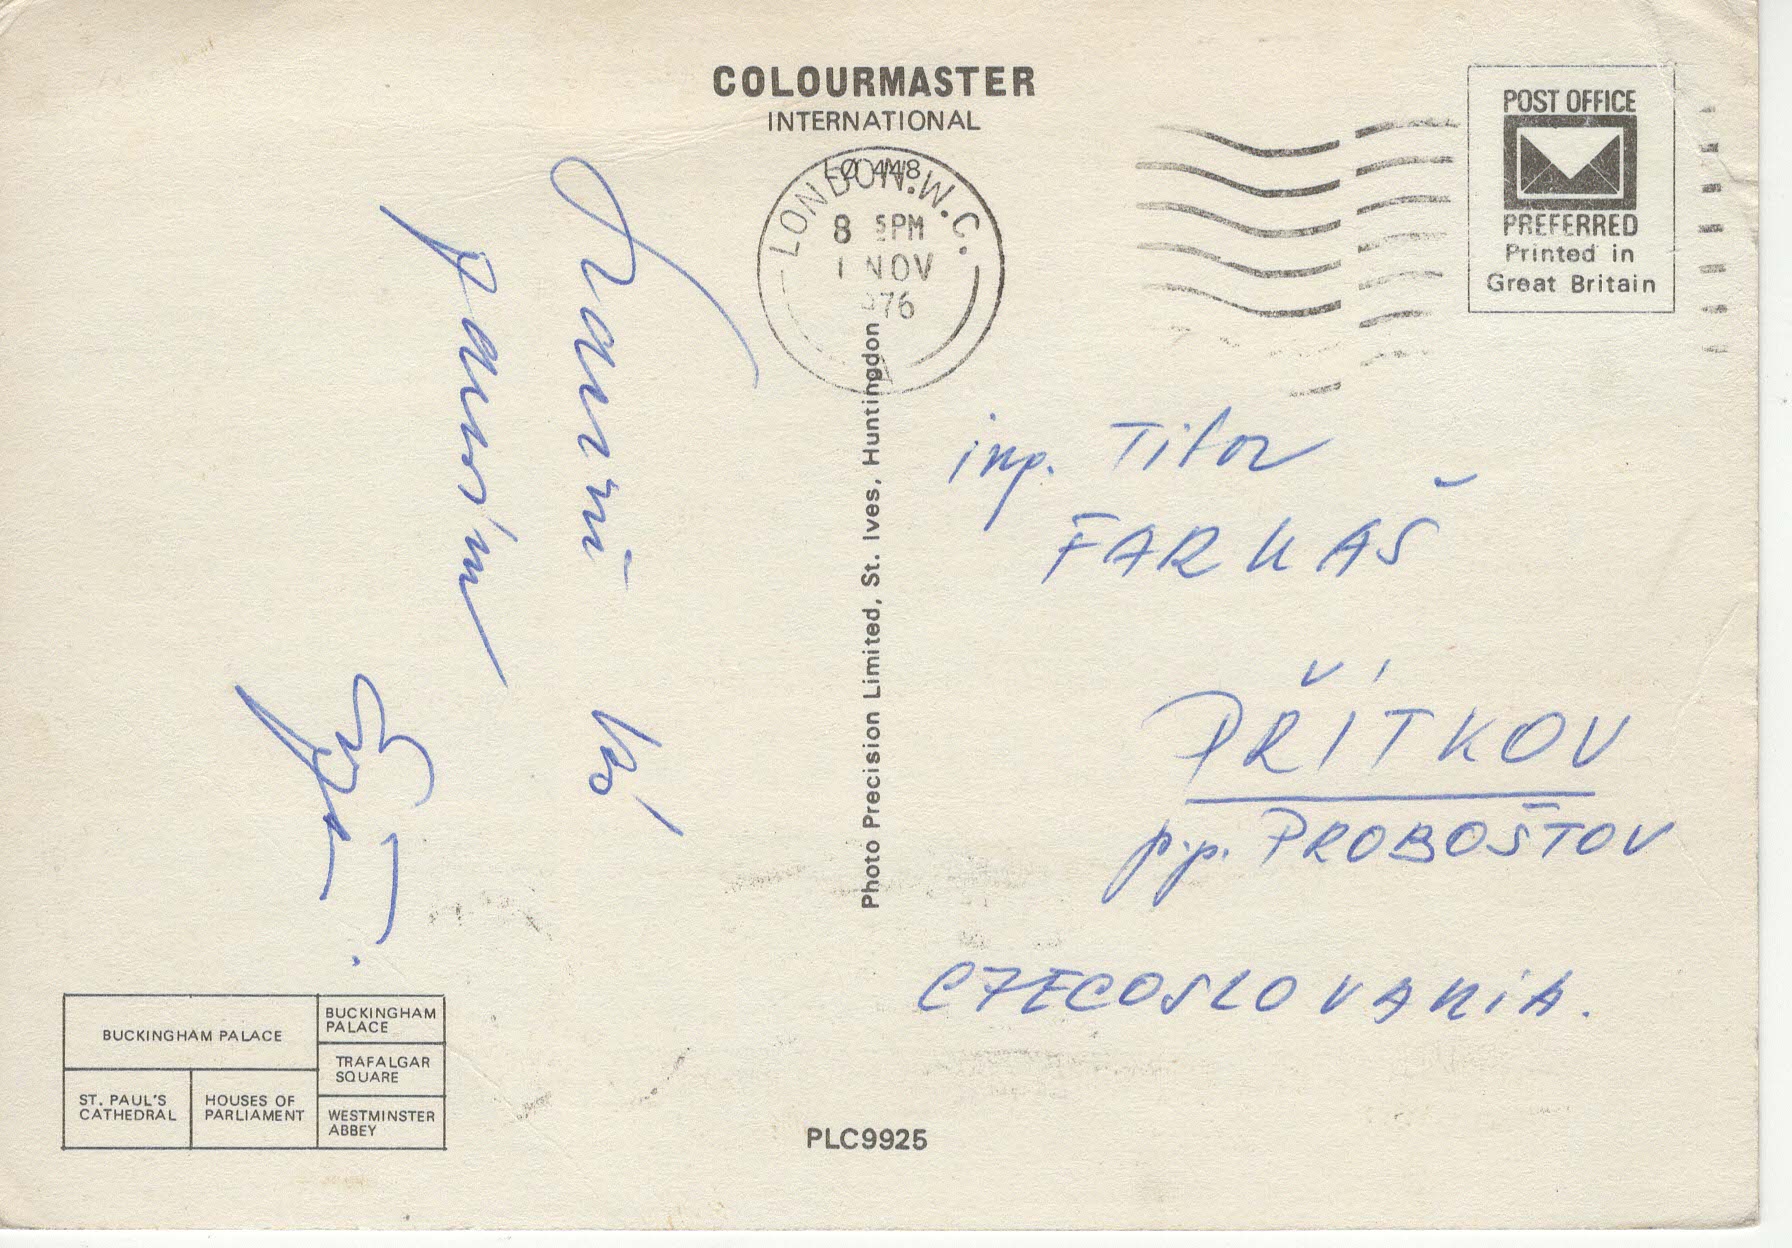 COLOURMASTER
INTERNATIONAL
LONDON.W.C.
8 PM
1 NOV
1976
POST OFFICE
PREFERRED
Printed in
Great Britain
Photo Precision Limited, St. Ives, Huntingdon
ing. Tibor
FARKAŠ
PŘÍTKOV
p.p. PROBOŠTOV
CZECOSLOVAKIA.
BUCKINGHAM PALACE
BUCKINGHAM
PALACE
TRAFALGAR
SQUARE
ST. PAUL'S
CATHEDRAL
HOUSES OF
PARLIAMENT
WESTMINSTER
ABBEY
PLC9925